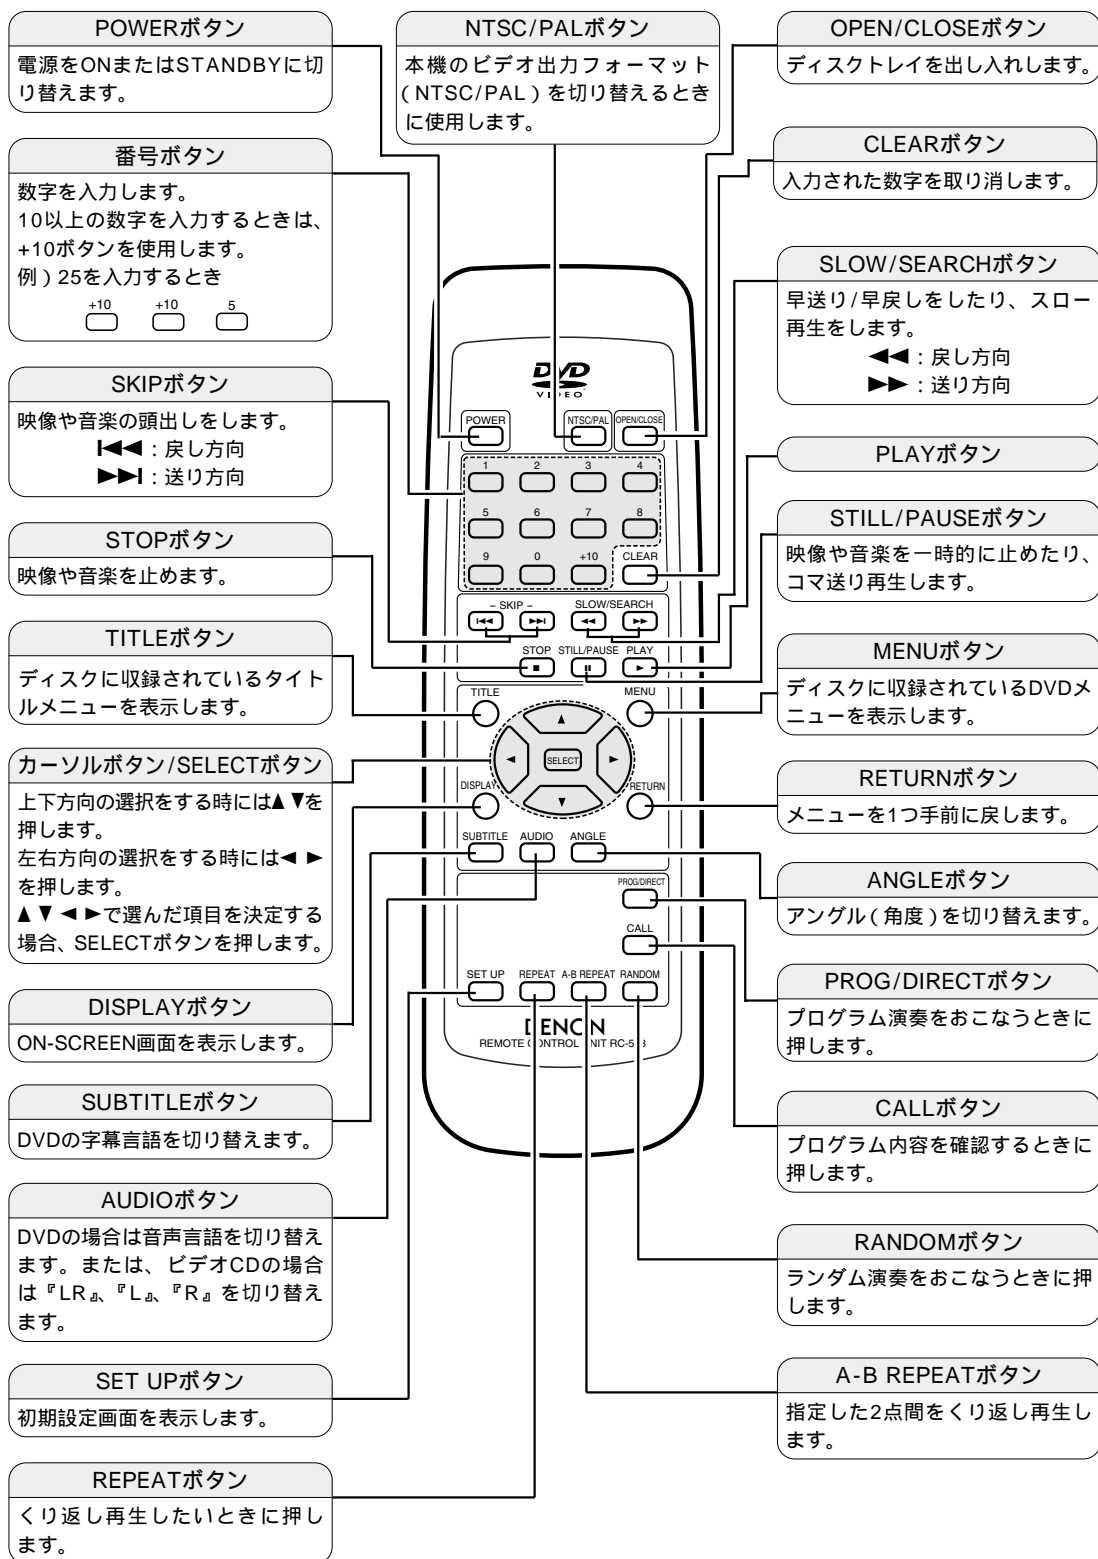 POWERボタン
電源をONまたはSTANDBYに切
り替えます。
番号ボタン
数字を入力します。
10以上の数字を入力するときは、
+10ボタンを使用します。
例）25を入力するとき
+10 +10 5
SKIPボタン
映像や音楽の頭出しをします。
:戻し方向
:送り方向
STOPボタン
映像や音楽を止めます。
TITLEボタン
ディスクに収録されているタイト
ルメニューを表示します。
カーソルボタン/SELECTボタン
上下方向の選択をする時には▲▼を
押します。
左右方向の選択をする時には◄ ►
を押します。
▲▼◄ ►で選んだ項目を決定する
場合、SELECTボタンを押します。
DISPLAYボタン
ON-SCREEN画面を表示します。
SUBTITLEボタン
DVDの字幕言語を切り替えます。
AUDIOボタン
DVDの場合は音声言語を切り替え
ます。または、ビデオCDの場合
は『LR』、『L』、『R』を切り替え
ます。
SET UPボタン
初期設定画面を表示します。
REPEATボタン
くり返し再生したいときに押し
ます。
NTSC/PALボタン
本機のビデオ出力フォーマット
（NTSC/PAL）を切り替えるとき
に使用します。
DVD
VIDEO
POWER NTSC/PAL OPEN/CLOSE
1 2 3 4
5 6 7 8
9 0 +10 CLEAR
– SKIP – SLOW/SEARCH
STOP STILL/PAUSE PLAY
TITLE MENU
SELECT
DISPLAY RETURN
SUBTITLE AUDIO ANGLE
PROG/DIRECT
CALL
SET UP REPEAT A-B REPEAT RANDOM
DENON
REMOTE CONTROL UNIT
OPEN/CLOSEボタン
ディスクトレイを出し入れします。
CLEARボタン
入力された数字を取り消します。
SLOW/SEARCHボタン
早送り/早戻しをしたり、スロー
再生をします。
◄◄:戻し方向
►►:送り方向
PLAYボタン
STILL/PAUSEボタン
映像や音楽を一時的に止めたり、
コマ送り再生します。
MENUボタン
ディスクに収録されているDVDメ
ニューを表示します。
RETURNボタン
メニューを1つ手前に戻します。
ANGLEボタン
アングル（角度）を切り替えます。
PROG/DIRECTボタン
プログラム演奏をおこなうときに
押します。
CALLボタン
プログラム内容を確認するときに
押します。
RANDOMボタン
ランダム演奏をおこなうときに押
します。
A-B REPEATボタン
指定した2点間をくり返し再生し
ます。